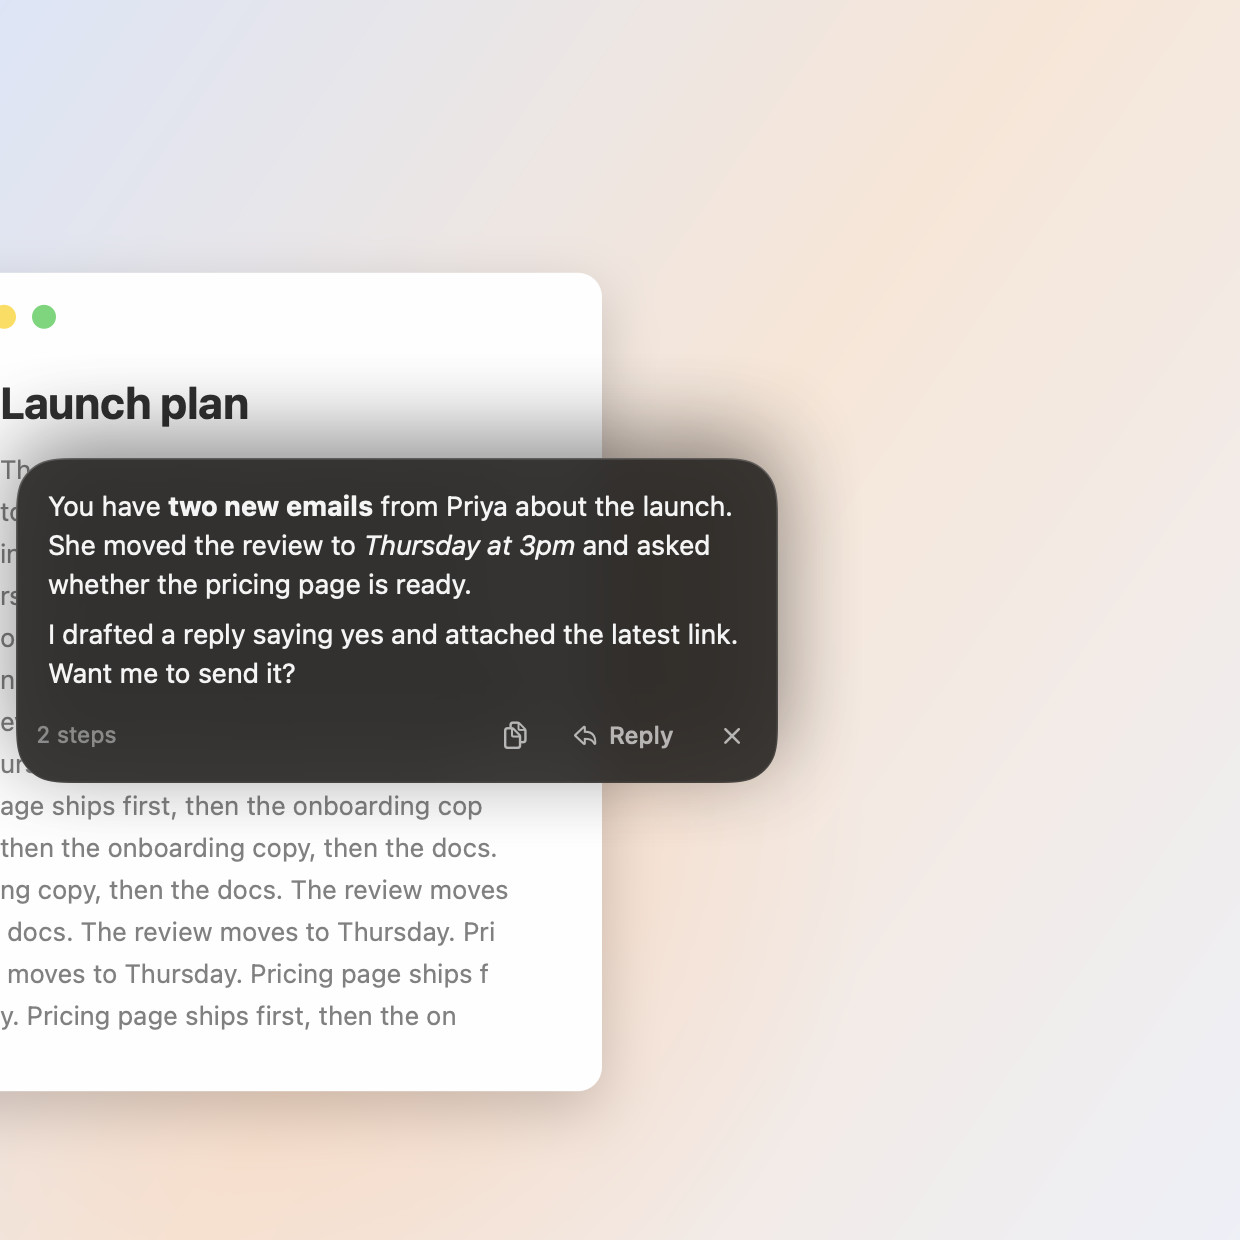 Launch plan
Th
You have two new emails from Priya about the launch.
She moved the review to Thursday at 3pm and asked
whether the pricing page is ready.
I drafted a reply saying yes and attached the latest link.
Want me to send it?
2 steps
Reply
age ships first, then the onboarding cop
then the onboarding copy, then the docs.
ng copy, then the docs. The review moves
docs. The review moves to Thursday. Pri
moves to Thursday. Pricing page ships f
y. Pricing page ships first, then the on